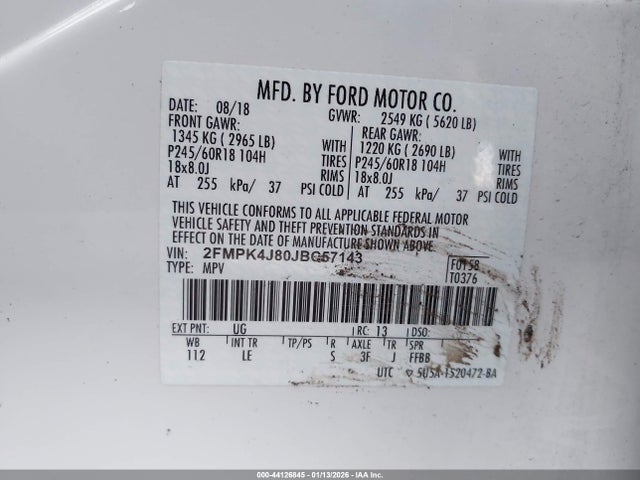 MFD. BY FORD MOTOR CO.
DATE: 08/18 GVWR: 2549 KG ( 5620 LB)
FRONT GAWR: REAR GAWR:
1345 KG ( 2965 LB) WITH 1220 KG ( 2690 LB) WITH
P245/60R18 104H TIRES P245/60R18 104H TIRES
18x8.0J RIMS 18x8.0J RIMS
AT 255 kPa/ 37 PSI COLD AT 255 kPa/ 37 PSI COLD
THIS VEHICLE CONFORMS TO ALL APPLICABLE FEDERAL MOTOR
VEHICLE SAFETY AND THEFT PREVENTION STANDARDS IN
EFFECT ON THE DATE OF MANUFACTURE SHOWN ABOVE
VIN: 2FMPK4J80JBC57143 F0158
TYPE: MPV T0376
EXT PNT: UG RC: 13 DSO:
WB INT TR TP/PS R AXLE TR SPR
112 LE S 3F J FFBB
UTC 5U5A-1520472-BA
000-44126845 - 01/13/2026 - IAAI.COM